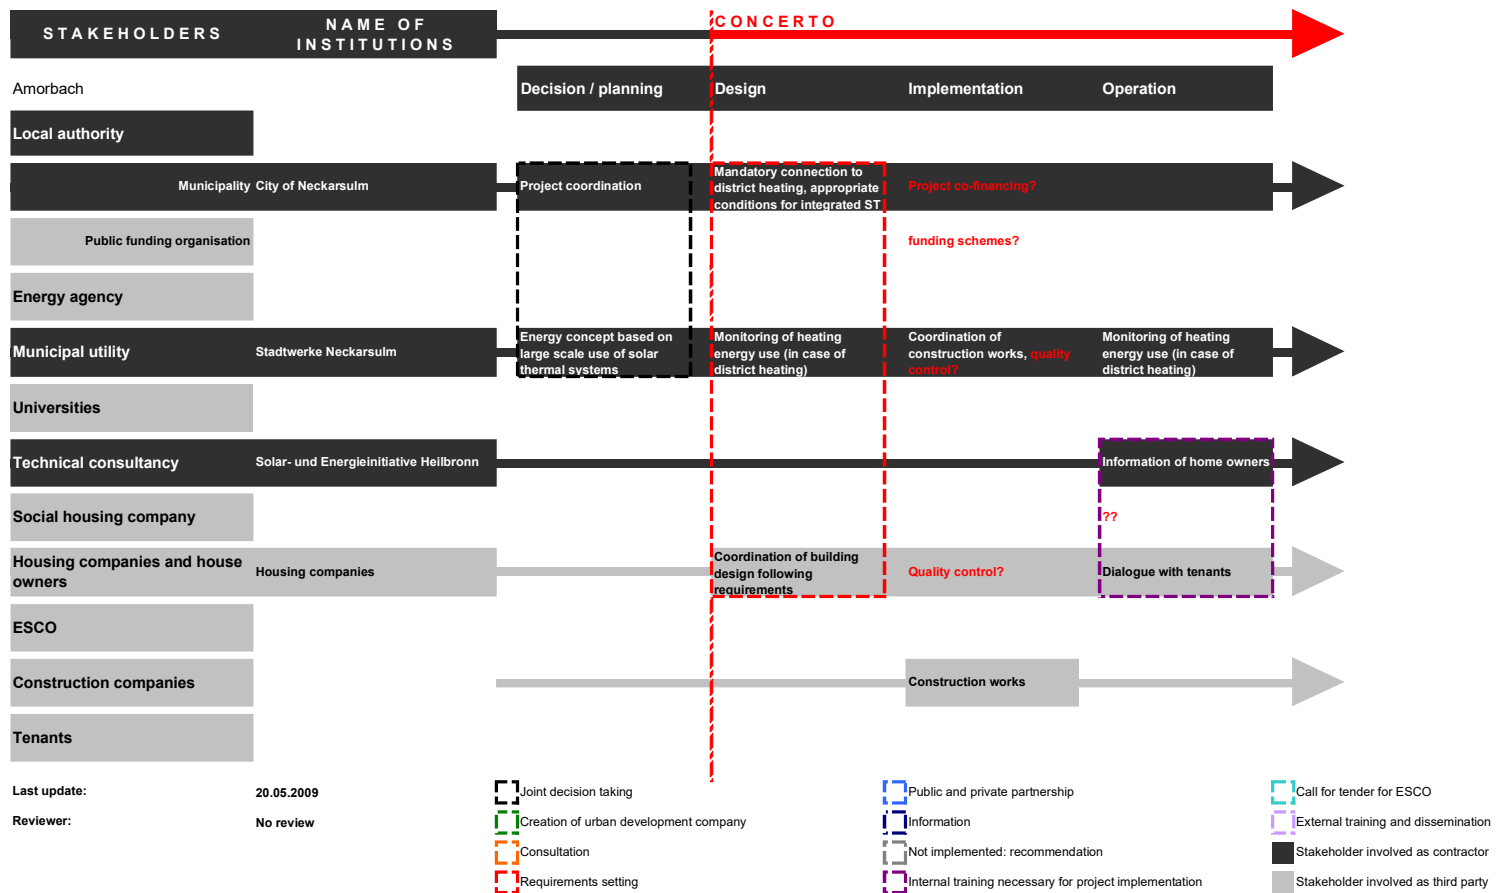 STAKEHOLDERS
NAME OF
INSTITUTIONS
CONCERTO
Amorbach
Decision / planning
Design
Implementation
Operation
Local authority
Municipality
City of Neckarsulm
Project coordination
Mandatory connection to
district heating, appropriate
conditions for integrated ST
Project co-financing?
Public funding organisation
funding schemes?
Energy agency
Municipal utility
Stadtwerke Neckarsulm
Energy concept based on
large scale use of solar
thermal systems
Monitoring of heating
energy use (in case of
district heating)
Coordination of
construction works, quality
control?
Monitoring of heating
energy use (in case of
district heating)
Universities
Technical consultancy
Solar- und Energieinitiative Heilbronn
Information of home owners
Social housing company
??
Housing companies and house
owners
Housing companies
Coordination of building
design following
requirements
Quality control?
Dialogue with tenants
ESCO
Construction companies
Construction works
Tenants
Last update:
20.05.2009
Reviewer:
No review
Joint decision taking
Creation of urban development company
Consultation
Requirements setting
Public and private partnership
Information
Not implemented: recommendation
Internal training necessary for project implementation
Call for tender for ESCO
External training and dissemination
Stakeholder involved as contractor
Stakeholder involved as third party